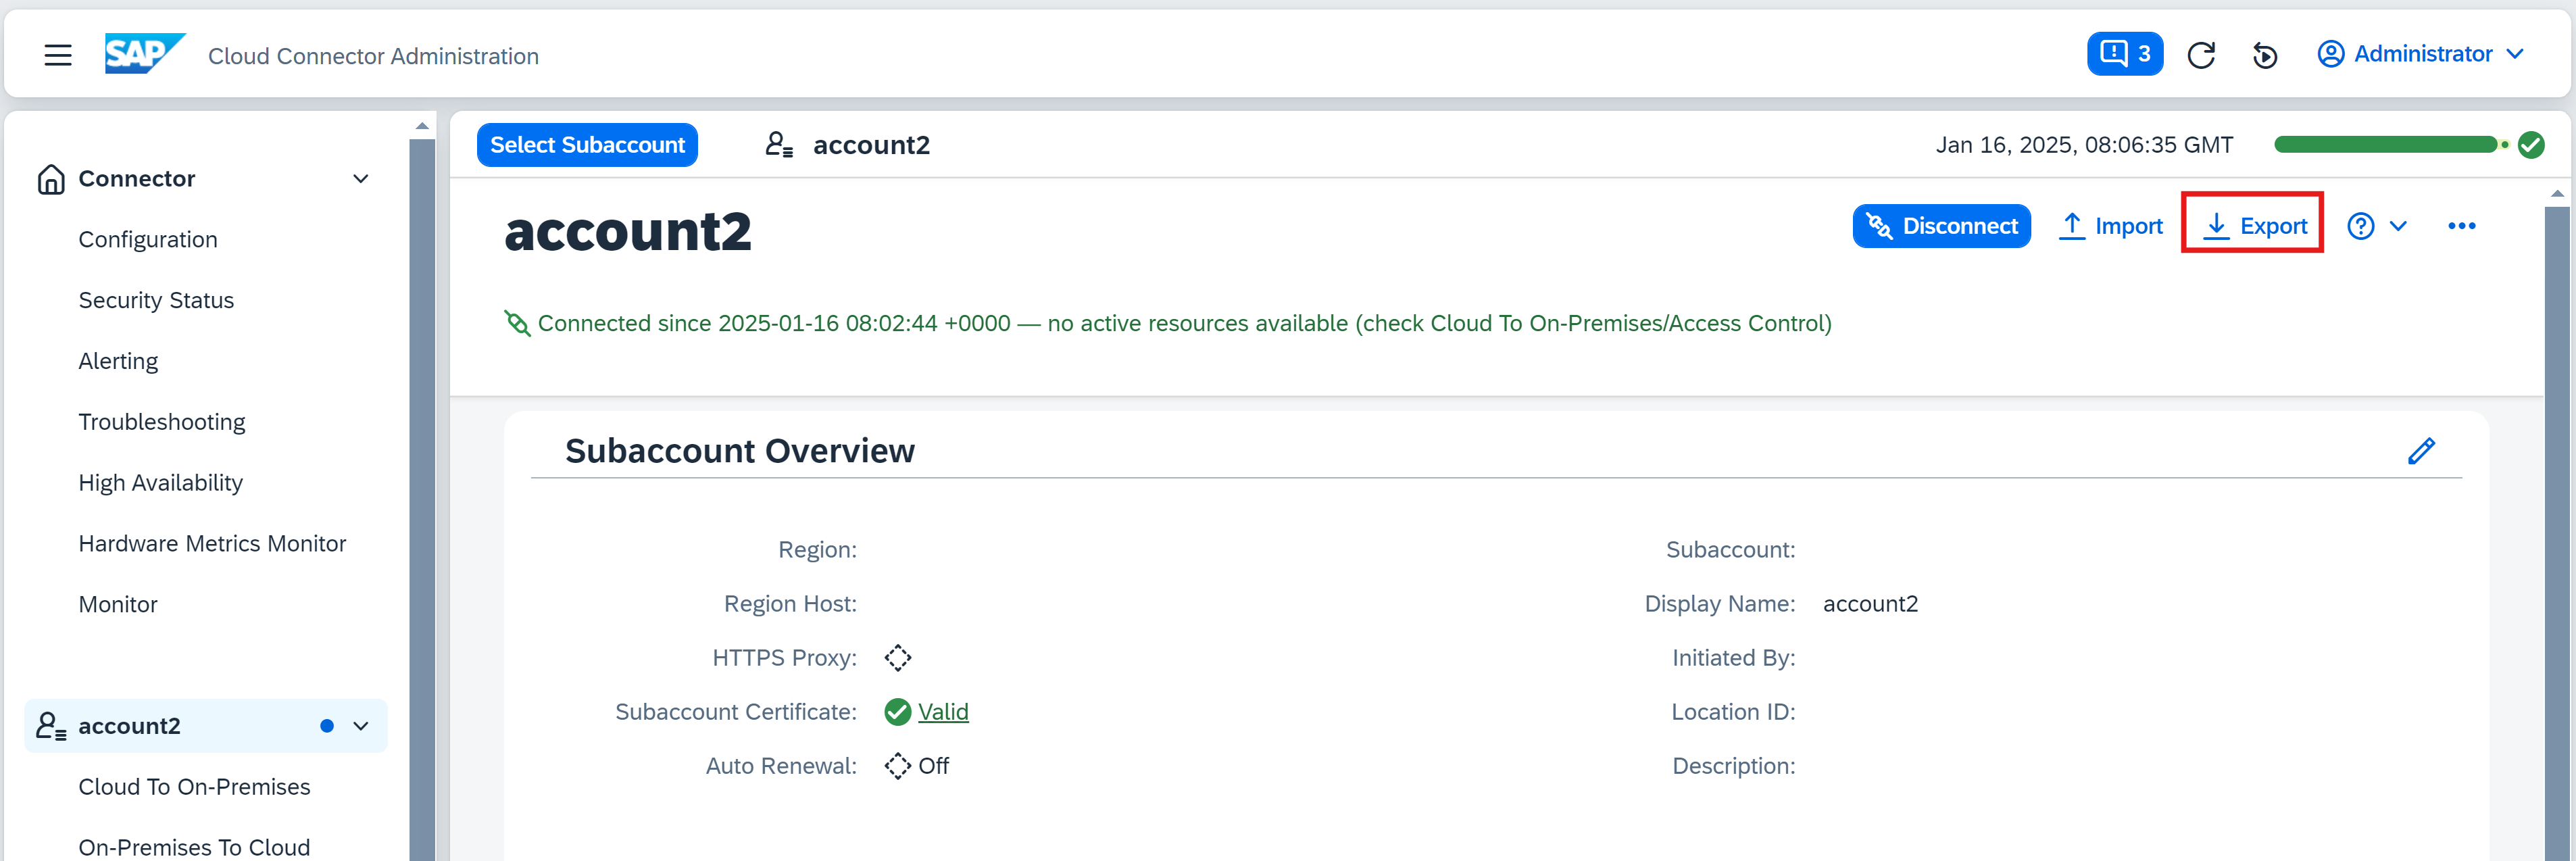 SAP Cloud Connector Administration
3
Administrator
Connector
Configuration
Security Status
Alerting
Troubleshooting
High Availability
Hardware Metrics Monitor
Monitor
account2
Cloud To On-Premises
On-Premises To Cloud
Select Subaccount
account2
Jan 16, 2025, 08:06:35 GMT
account2
Disconnect
Import
Export
Connected since 2025-01-16 08:02:44 +0000 — no active resources available (check Cloud To On-Premises/Access Control)
Subaccount Overview
Region:
Region Host:
HTTPS Proxy:
Subaccount Certificate: Valid
Auto Renewal: Off
Subaccount:
Display Name: account2
Initiated By:
Location ID:
Description: